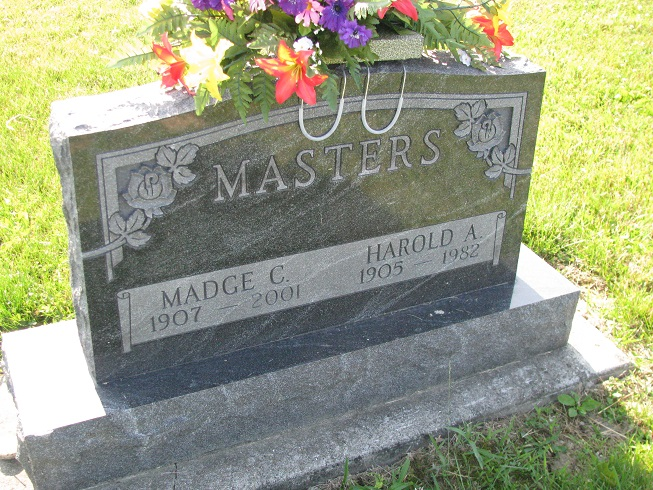 MASTERS
MADGE C.
1907 — 2001
HAROLD A.
1905 — 1982